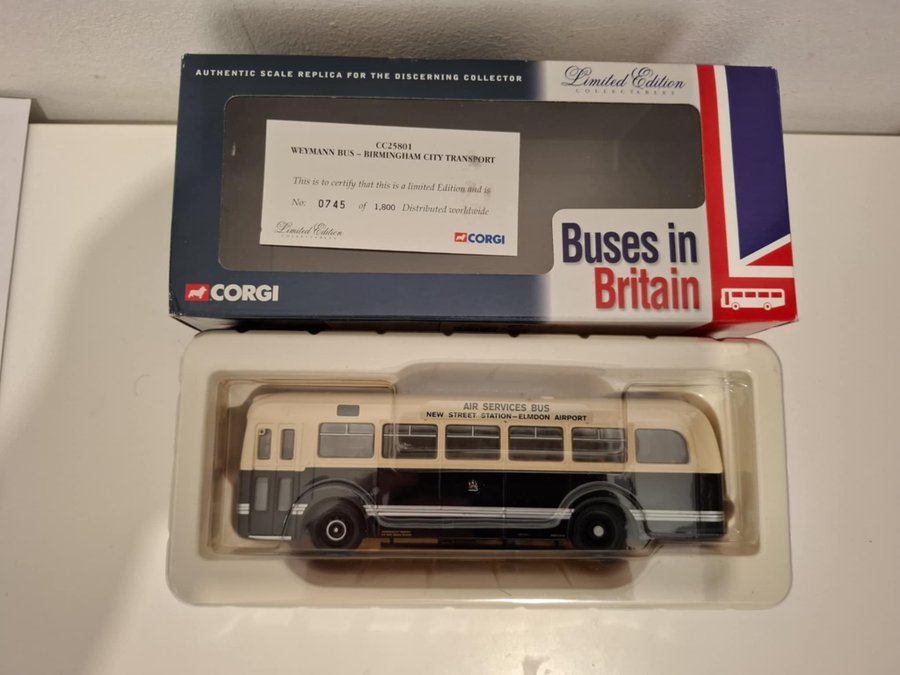 AUTHENTIC SCALE REPLICA FOR THE DISCERNING COLLECTOR
Limited Edition
COLLECTABLES
CC25801
WEYMANN BUS – BIRMINGHAM CITY TRANSPORT
This is to certify that this is a limited Edition and is
No: 0745 of 1,800 Distributed worldwide
Limited Edition
COLLECTABLES
CORGI
CORGI
Buses in
Britain
AIR SERVICES BUS
NEW STREET STATION–ELMDON AIRPORT